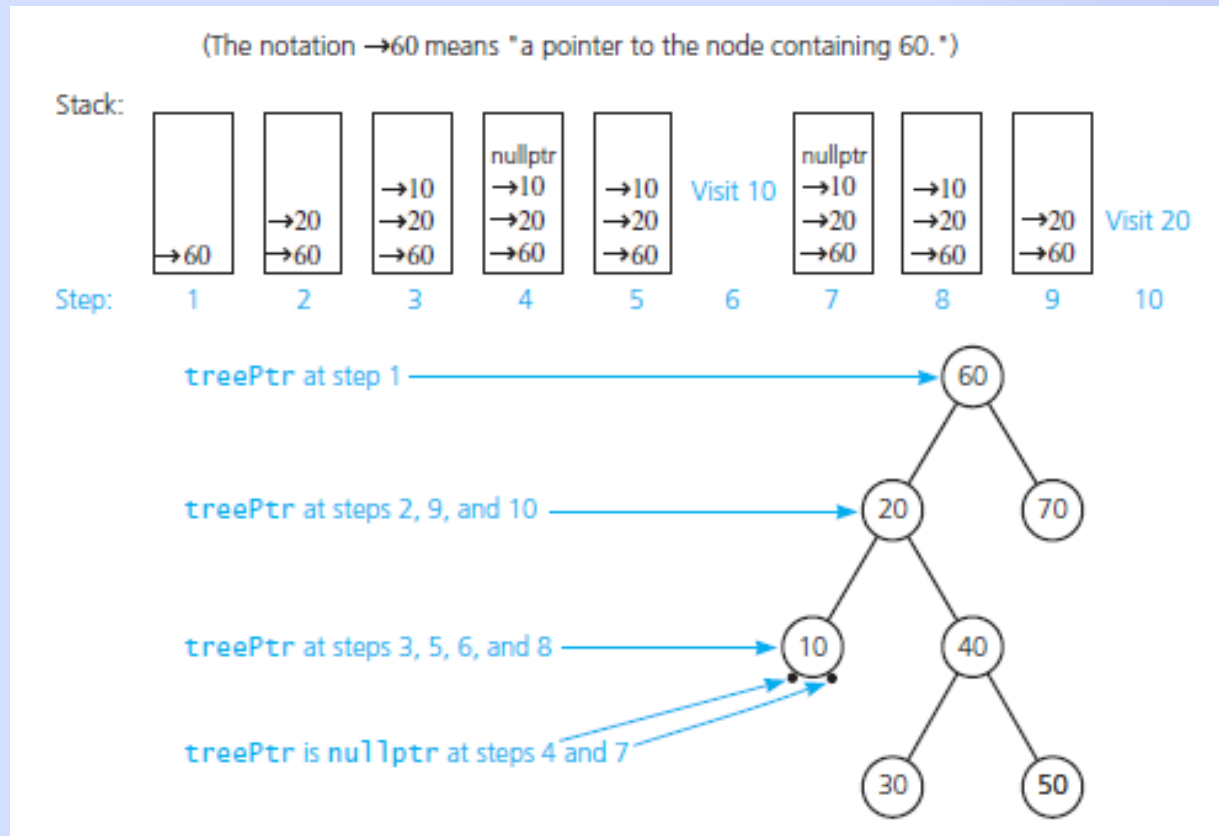 (The notation →60 means "a pointer to the node containing 60.")
Stack:
nullptr nullptr
→10 →10 →10 Visit 10 →10 →10
→20 →20 →20 →20 →20 →20 →20 Visit 20
→60 →60 →60 →60 →60 →60 →60 →60
Step: 1 2 3 4 5 6 7 8 9 10
treePtr at step 1 60
treePtr at steps 2, 9, and 10 20 70
treePtr at steps 3, 5, 6, and 8 10 40
treePtr is nullptr at steps 4 and 7
30 50